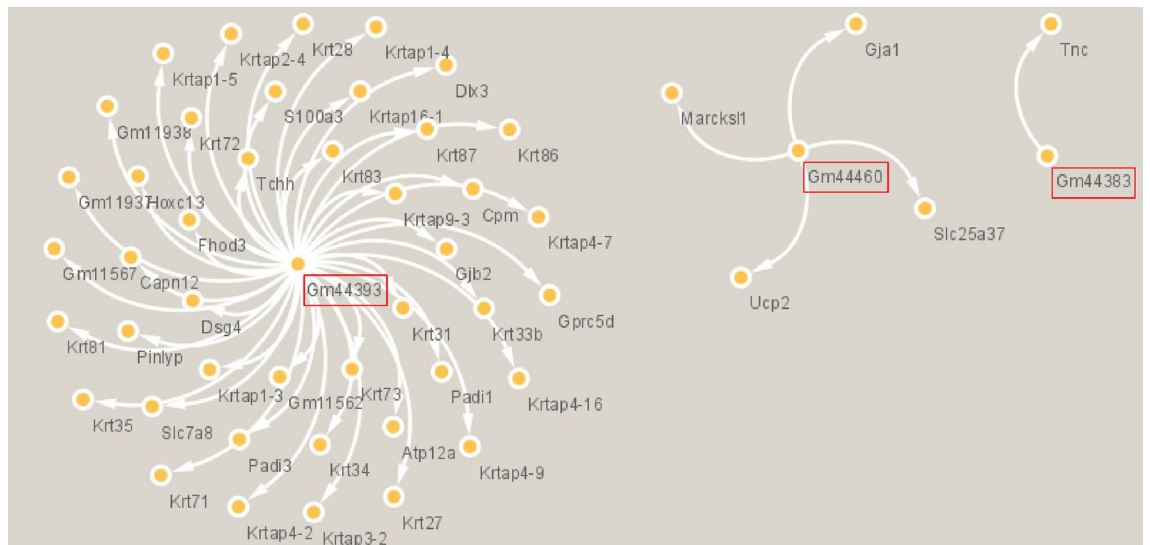 Krt28
Krtap1-4
Krtap2-4
Krtap1-5
Dlx3
S100a3
Krtap16-1
Gm11938
Krt72
Krt87
Krt86
Tchh
Krt83
Gm11937
Hoxc13
Krtap9-3
Cpm
Krtap4-7
Fhod3
Gm11567
Capn12
Gm44393
Gjb2
Gprc5d
Dsg4
Krt31
Krt33b
Krt81
Pinlyp
Krtap1-3
Gm11562
Krt73
Padi1
Krtap4-16
Krt35
Slc7a8
Padi3
Krt34
Atp12a
Krtap4-9
Krt71
Krtap4-2
Krtap3-2
Krt27
Gja1
Marcksl1
Gm44460
Slc25a37
Ucp2
Tnc
Gm44383